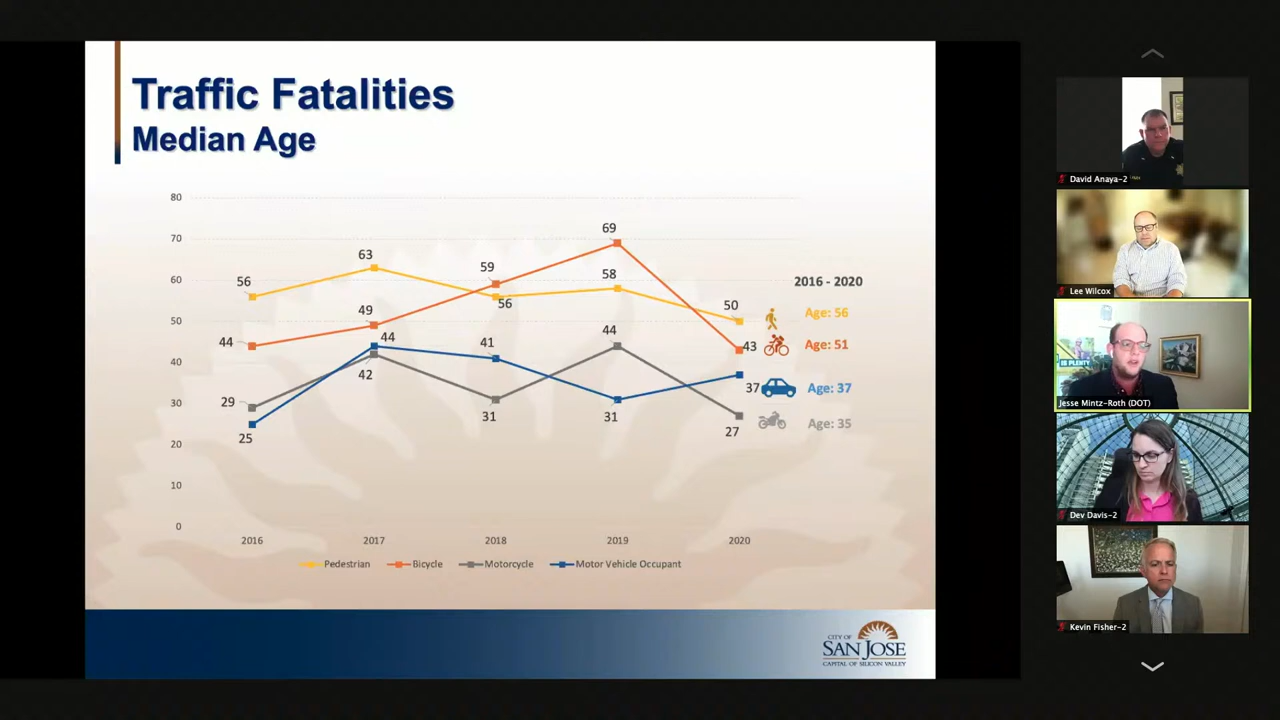 Traffic Fatalities
Median Age
80
70
60
50
40
30
20
10
0
56
63
56
58
50
44
49
59
69
43
29
42
31
44
27
25
44
41
31
37
2016
2017
2018
2019
2020
Pedestrian
Bicycle
Motorcycle
Motor Vehicle Occupant
2016 - 2020
Age: 56
Age: 51
Age: 37
Age: 35
CITY OF
SAN JOSE
CAPITAL OF SILICON VALLEY
David Anaya-2
Lee Wilcox
IS PLENTY
Jesse Mintz-Roth (DOT)
Dev Davis-2
Kevin Fisher-2